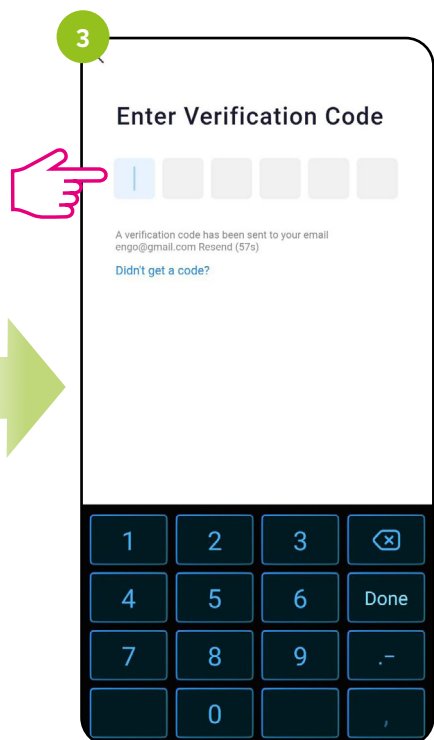 3
Enter Verification Code
A verification code has been sent to your email
engo@gmail.com Resend (57s)
Didn't get a code?
1 2 3
4 5 6 Done
7 8 9 .-
0 ,